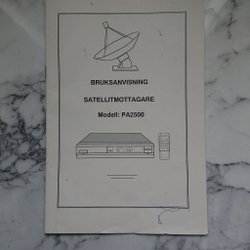 BRUKSANVISNING
SATELLITMOTTAGARE
Modell: PA2500